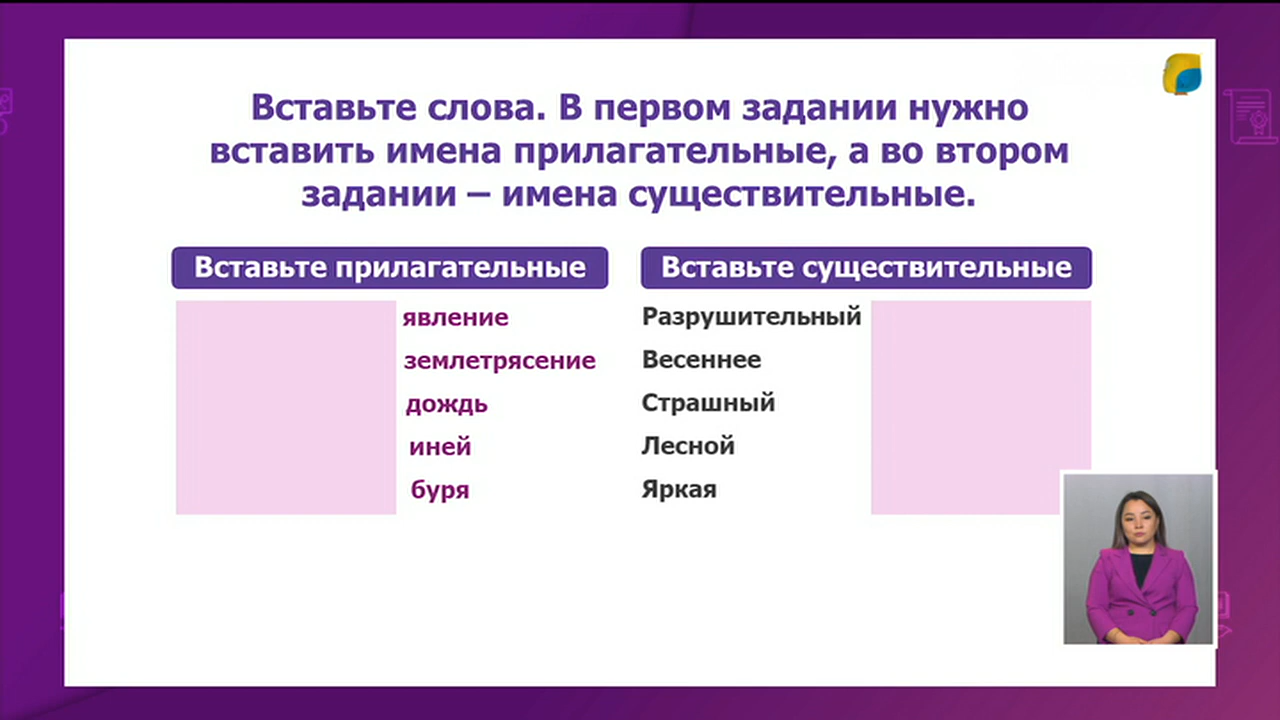 Вставьте слова. В первом задании нужно
вставить имена прилагательные, а во втором
задании – имена существительные.
Вставьте прилагательные
явление
землетрясение
дождь
иней
буря
Вставьте существительные
Разрушительный
Весеннее
Страшный
Лесной
Яркая